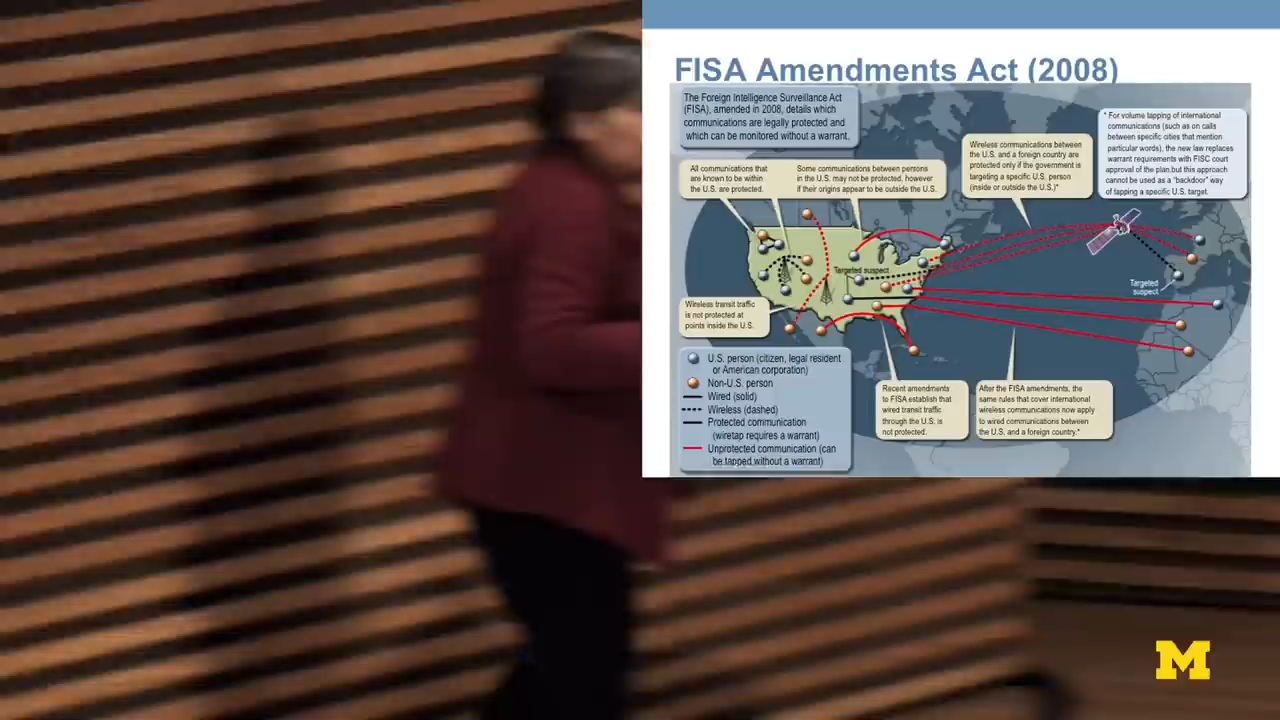 FISA Amendments Act (2008)
The Foreign Intelligence Surveillance Act
(FISA), amended in 2008, details which
communications are legally protected and
which can be monitored without a warrant.
* For volume tapping of international
communications (such as on calls
between specific cities that mention
particular words), the new law replaces
warrant requirements with FISC court
approval of the plan,but this approach
cannot be used as a "backdoor" way
of tapping a specific U.S. target.
Wireless communications between
the U.S. and a foreign country are
protected only if the government is
targeting a specific U.S. person
(inside or outside the U.S.)*
All communications that
are known to be within
the U.S. are protected.
Some communications between persons
in the U.S. may not be protected, however
if their origins appear to be outside the U.S.
Targeted suspect
Targeted
suspect
Wireless transit traffic
is not protected at
points inside the U.S.
U.S. person (citizen, legal resident
or American corporation)
Non-U.S. person
Wired (solid)
Wireless (dashed)
Protected communication
(wiretap requires a warrant)
Unprotected communication (can
be tapped without a warrant)
Recent amendments
to FISA establish that
wired transit traffic
through the U.S. is
not protected.
After the FISA amendments, the
same rules that cover international
wireless communications now apply
to wired communications between
the U.S. and a foreign country.*
M